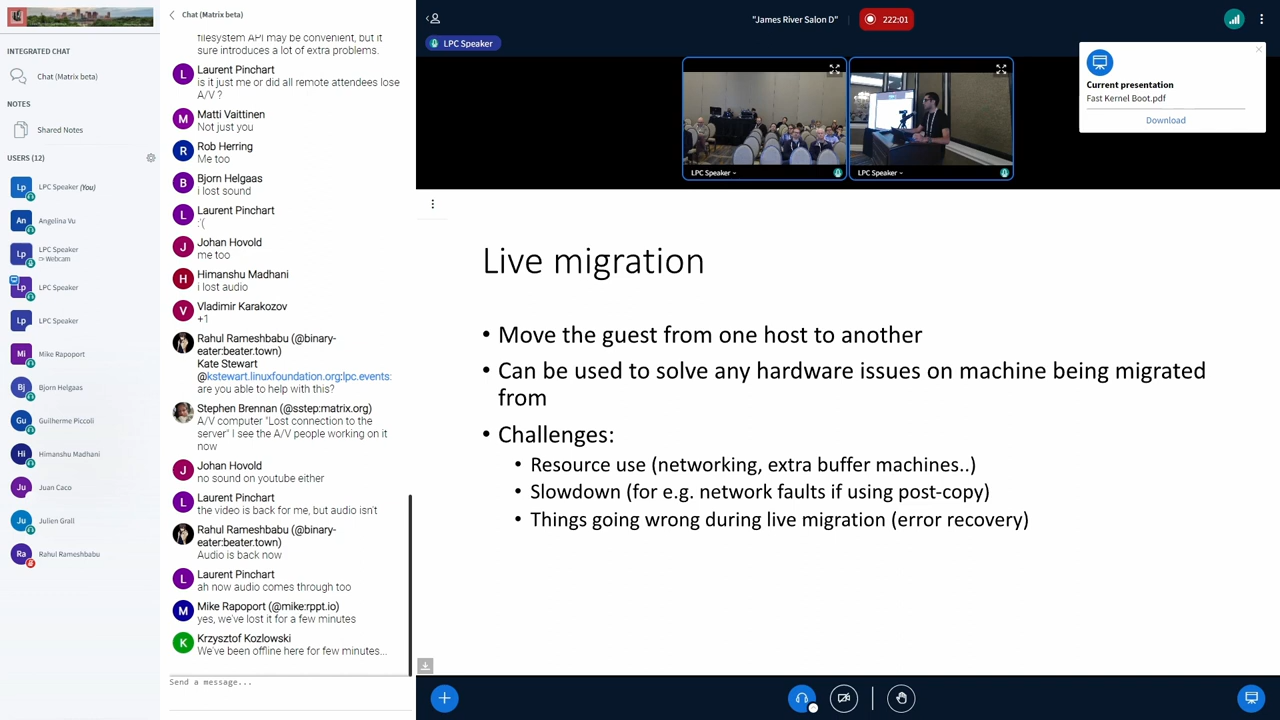 INTEGRATED CHAT
Chat (Matrix beta)
NOTES
Shared Notes
USERS (12)
Lp
LPC Speaker (You)
An
Angelina Vu
Lp
LPC Speaker
Webcam
Lp
LPC Speaker
Lp
LPC Speaker
Mi
Mike Rapoport
Bj
Bjorn Helgaas
Gu
Guilherme Piccoli
Hi
Himanshu Madhani
Ju
Juan Caco
Ju
Julien Grall
Ra
Rahul Rameshbabu
Chat (Matrix beta)
filesystem API may be convenient, but it
sure introduces a lot of extra problems.
L
Laurent Pinchart
is it just me or did all remote attendees lose
A/V ?
M
Matti Vaittinen
Not just you
R
Rob Herring
Me too
B
Bjorn Helgaas
i lost sound
L
Laurent Pinchart
:'(
J
Johan Hovold
me too
H
Himanshu Madhani
i lost audio
V
Vladimir Karakozov
+1
Rahul Rameshbabu (@binary-
eater:beater.town)
Kate Stewart
@kstewart.linuxfoundation.org:lpc.events:
are you able to help with this?
Stephen Brennan (@sstep:matrix.org)
A/V computer "Lost connection to the
server" I see the A/V people working on it
now
J
Johan Hovold
no sound on youtube either
L
Laurent Pinchart
the video is back for me, but audio isn't
Rahul Rameshbabu (@binary-
eater:beater.town)
Audio is back now
L
Laurent Pinchart
ah now audio comes through too
M
Mike Rapoport (@mike:rppt.io)
yes, we've lost it for a few minutes
K
Krzysztof Kozlowski
We've been offline here for few minutes...
Send a message...
"James River Salon D"
222:01
LPC Speaker
LPC Speaker
LPC Speaker
Current presentation
Fast Kernel Boot.pdf
Download
Live migration
• Move the guest from one host to another
• Can be used to solve any hardware issues on machine being migrated
from
• Challenges:
• Resource use (networking, extra buffer machines..)
• Slowdown (for e.g. network faults if using post-copy)
• Things going wrong during live migration (error recovery)